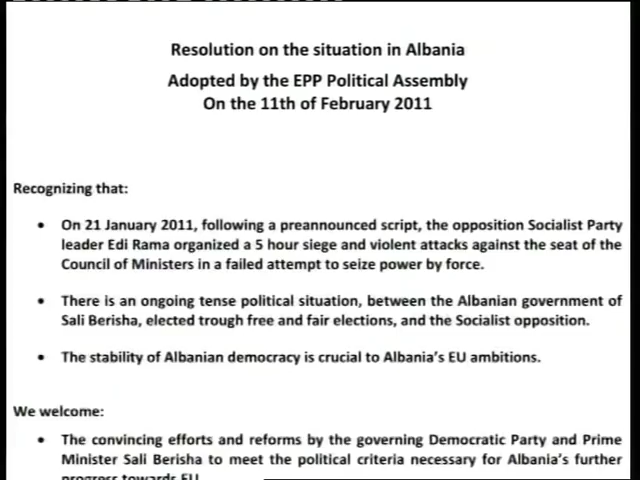 Resolution on the situation in Albania
Adopted by the EPP Political Assembly
On the 11th of February 2011
Recognizing that:
• On 21 January 2011, following a preannounced script, the opposition Socialist Party
leader Edi Rama organized a 5 hour siege and violent attacks against the seat of the
Council of Ministers in a failed attempt to seize power by force.
• There is an ongoing tense political situation, between the Albanian government of
Sali Berisha, elected trough free and fair elections, and the Socialist opposition.
• The stability of Albanian democracy is crucial to Albania's EU ambitions.
We welcome:
• The convincing efforts and reforms by the governing Democratic Party and Prime
Minister Sali Berisha to meet the political criteria necessary for Albania's further
progress towards EU